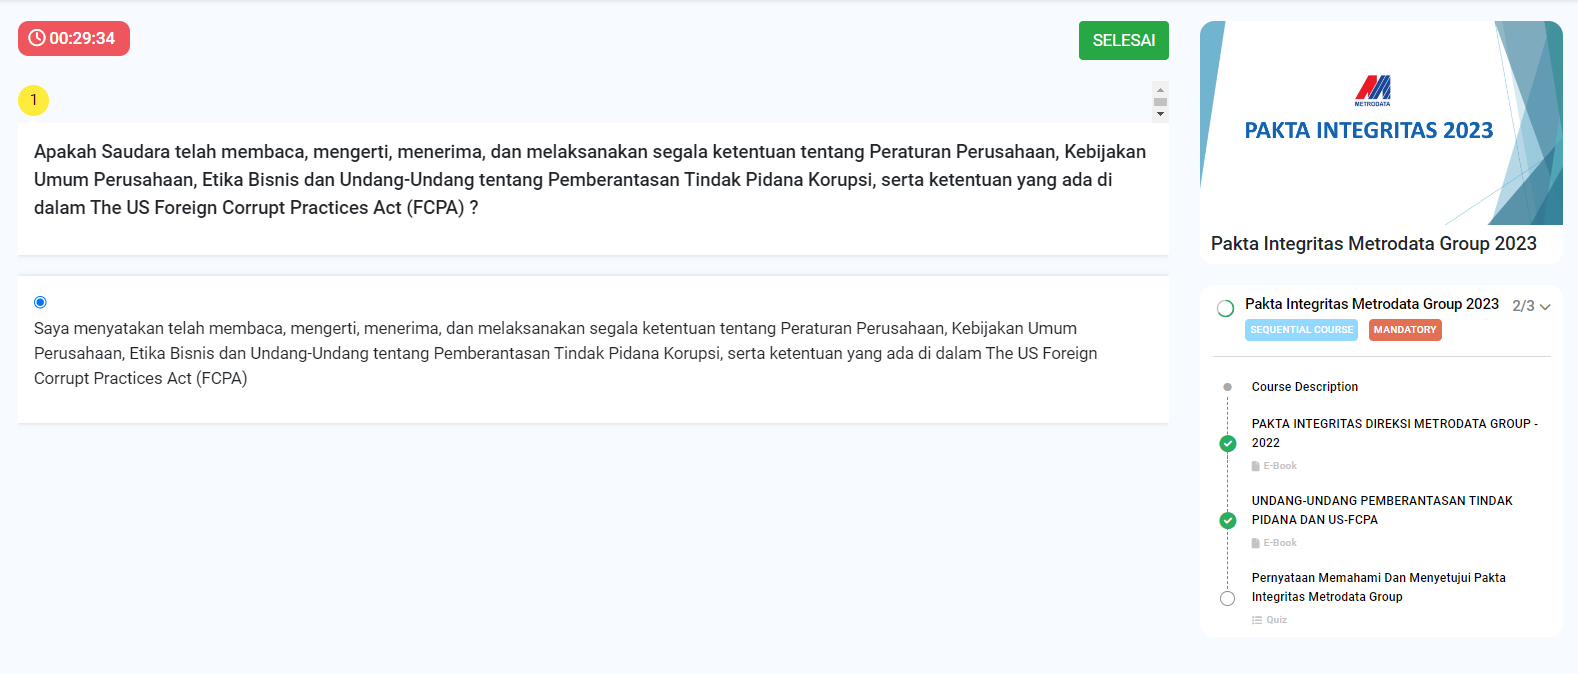 00:29:34
SELESAI
1
Apakah Saudara telah membaca, mengerti, menerima, dan melaksanakan segala ketentuan tentang Peraturan Perusahaan, Kebijakan
Umum Perusahaan, Etika Bisnis dan Undang-Undang tentang Pemberantasan Tindak Pidana Korupsi, serta ketentuan yang ada di
dalam The US Foreign Corrupt Practices Act (FCPA) ?
Saya menyatakan telah membaca, mengerti, menerima, dan melaksanakan segala ketentuan tentang Peraturan Perusahaan, Kebijakan Umum
Perusahaan, Etika Bisnis dan Undang-Undang tentang Pemberantasan Tindak Pidana Korupsi, serta ketentuan yang ada di dalam The US Foreign
Corrupt Practices Act (FCPA)
METRODATA
PAKTA INTEGRITAS 2023
Pakta Integritas Metrodata Group 2023
Pakta Integritas Metrodata Group 2023 2/3
SEQUENTIAL COURSE MANDATORY
Course Description
PAKTA INTEGRITAS DIREKSI METRODATA GROUP -
2022
E-Book
UNDANG-UNDANG PEMBERANTASAN TINDAK
PIDANA DAN US-FCPA
E-Book
Pernyataan Memahami Dan Menyetujui Pakta
Integritas Metrodata Group
Quiz